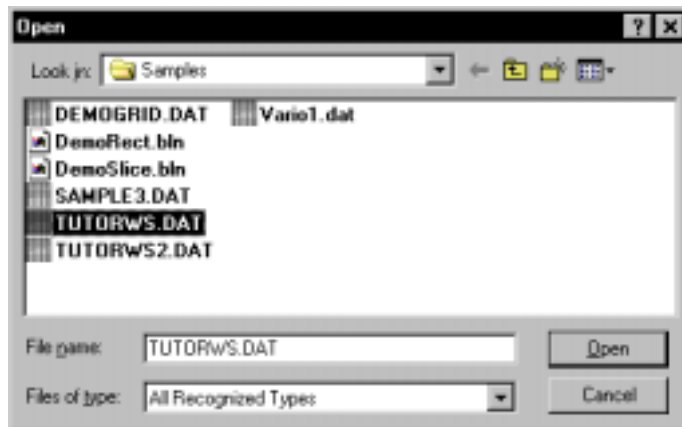 Open
Look in: Samples
DEMOGRID.DAT Vario1.dat
DemoRect.bln
DemoSlice.bln
SAMPLE3.DAT
TUTORWS.DAT
TUTORWS2.DAT
File name: TUTORWS.DAT Open
Files of type: All Recognized Types Cancel